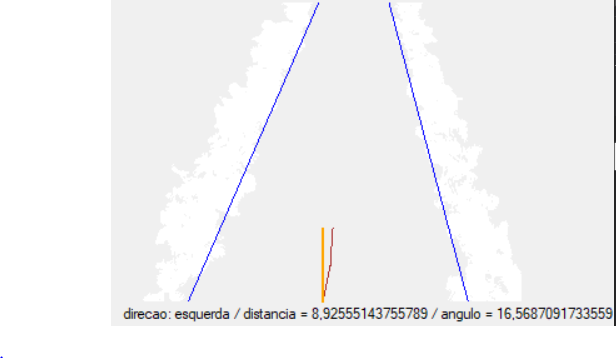 direcao: esquerda / distancia = 8,92555143755789 / angulo = 16,5687091733559